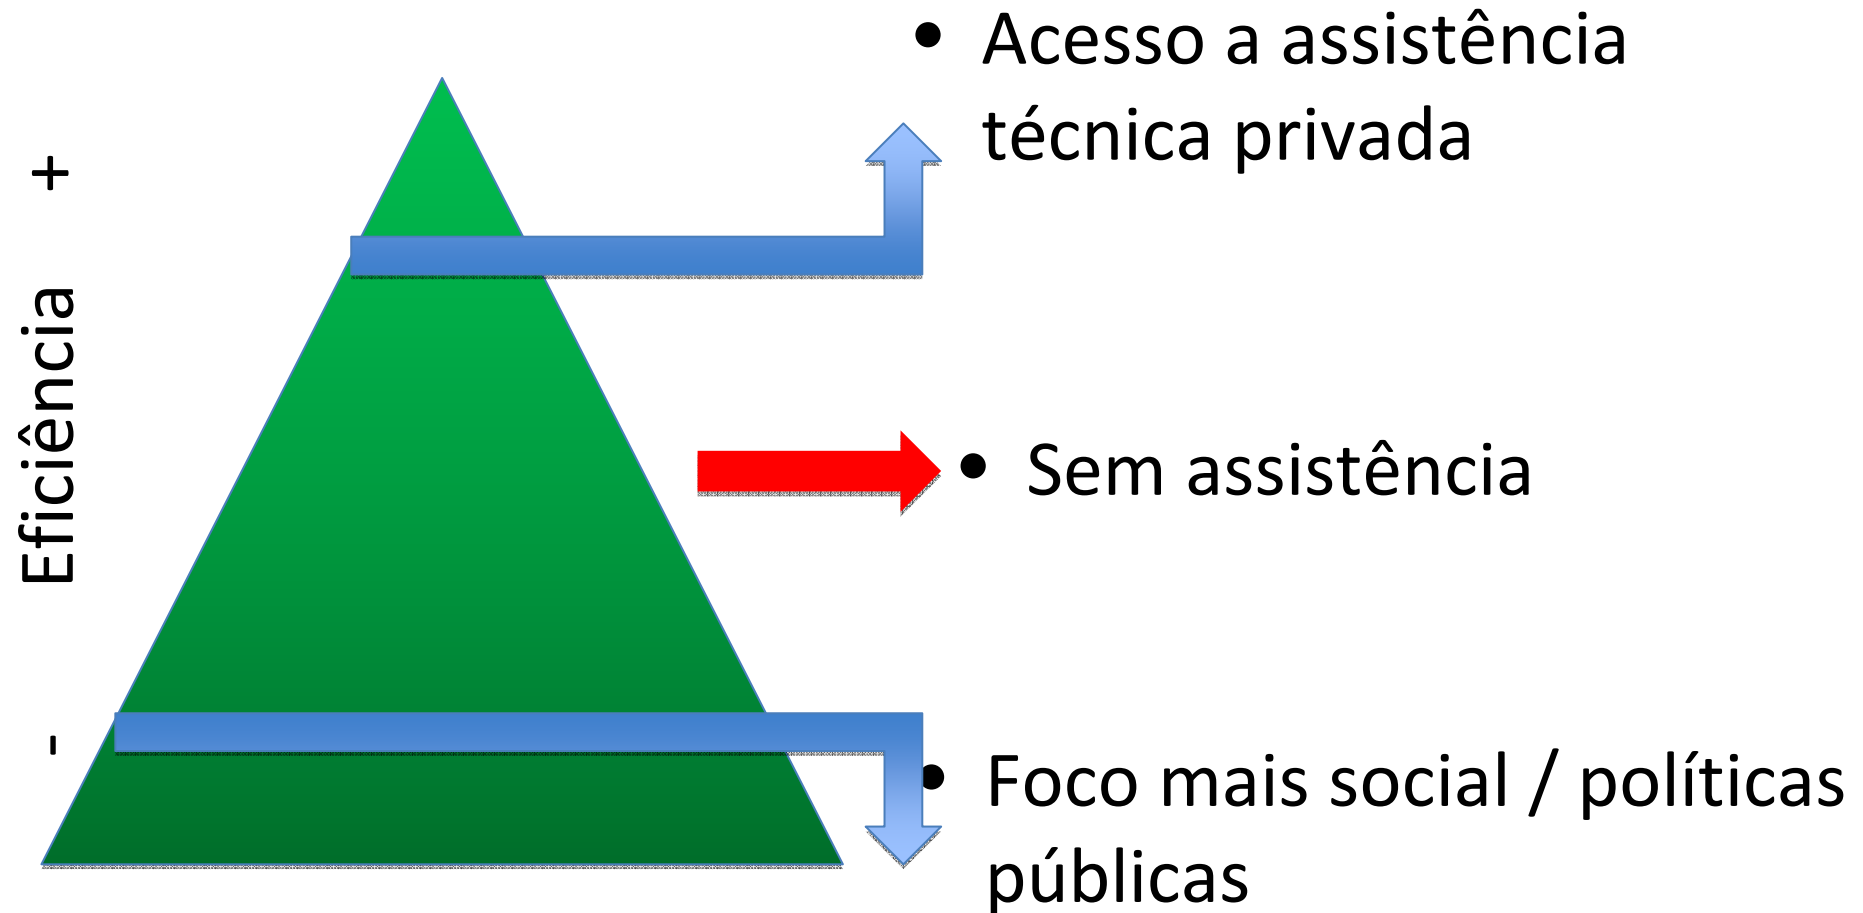 • Acesso a assistência
técnica privada
Eficiência +
-
• Sem assistência
• Foco mais social / políticas
públicas